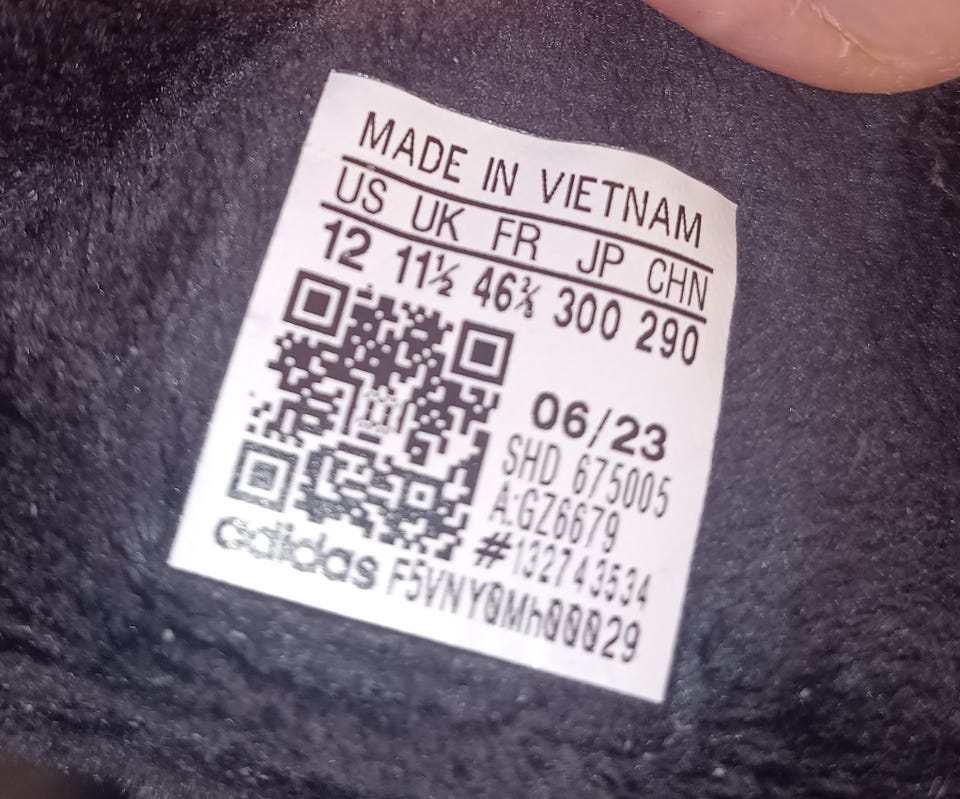 MADE IN VIETNAM
US UK FR JP CHN
12 11½ 46⅔ 300 290
06/23
SHD 675005
A:GZ6679
#132743534
adidas F5VNY0Mh00029